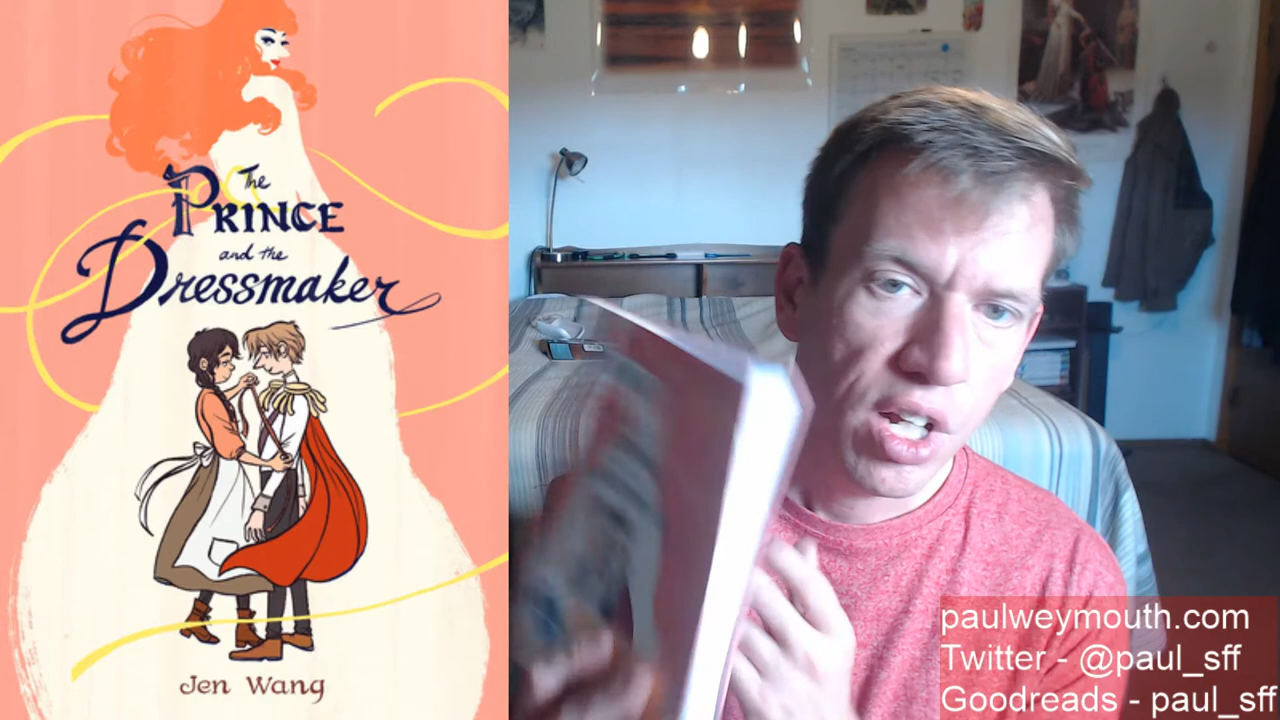 The
PRINCE
and the
Dressmaker
Jen Wang
paulweymouth.com
Twitter - @paul_sff
Goodreads - paul_sff